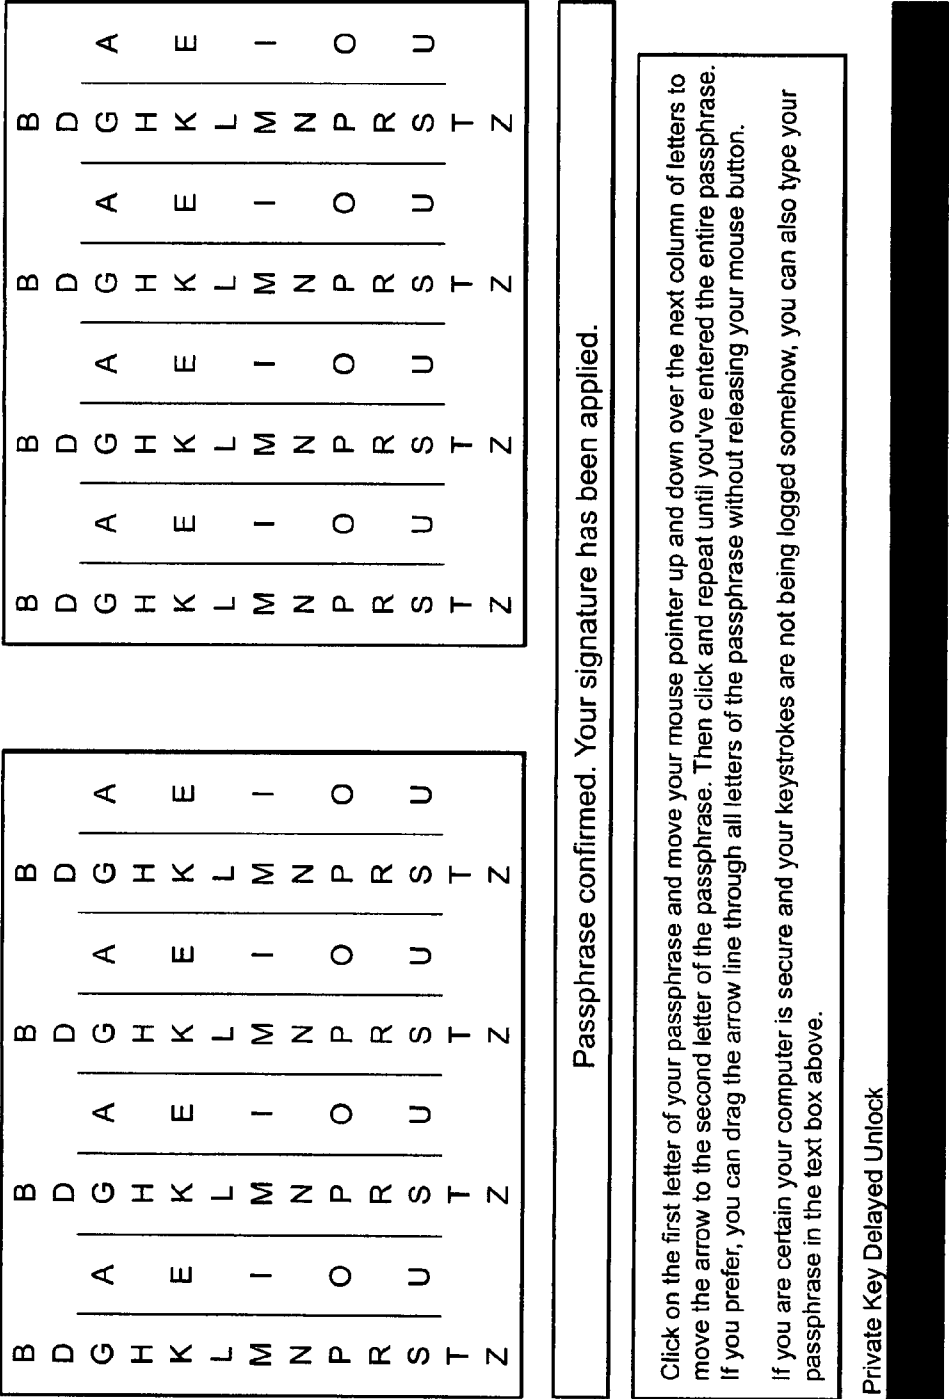 B B B B
D D D D
G A G A G A G A
H H H H
K E K E K E K E
L L L L
M I M I M I M I
N N N N
P O P O P O P O
R R R R
S U S U S U S U
T T T T
Z Z Z Z
B B B B
D D D D
G A G A G A G A
H H H H
K E K E K E K E
L L L L
M I M I M I M I
N N N N
P O P O P O P O
R R R R
S U S U S U S U
T T T T
Z Z Z Z
Passphrase confirmed. Your signature has been applied.
Click on the first letter of your passphrase and move your mouse pointer up and down over the next column of letters to
move the arrow to the second letter of the passphrase. Then click and repeat until you've entered the entire passphrase.
If you prefer, you can drag the arrow line through all letters of the passphrase without releasing your mouse button.
If you are certain your computer is secure and your keystrokes are not being logged somehow, you can also type your
passphrase in the text box above.
Private Key Delayed Unlock